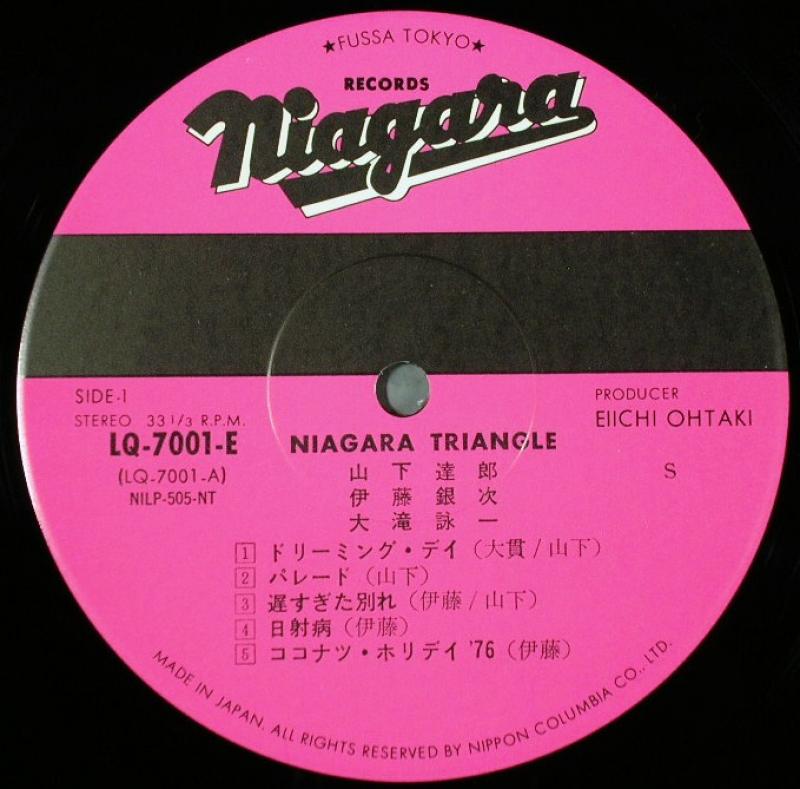 ★FUSSA TOKYO★
RECORDS
Niagara
SIDE-1
STEREO 33 1/3 R.P.M.
LQ-7001-E
(LQ-7001-A)
NILP-505-NT
PRODUCER
EIICHI OHTAKI
S
NIAGARA TRIANGLE
山下達郎
伊藤銀次
大滝詠一
1 ドリーミング・デイ（大貫/山下）
2 パレード（山下）
3 遅すぎた別れ（伊藤/山下）
4 日射病（伊藤）
5 ココナツ・ホリデイ '76（伊藤）
MADE IN JAPAN. ALL RIGHTS RESERVED BY NIPPON COLUMBIA CO., LTD.